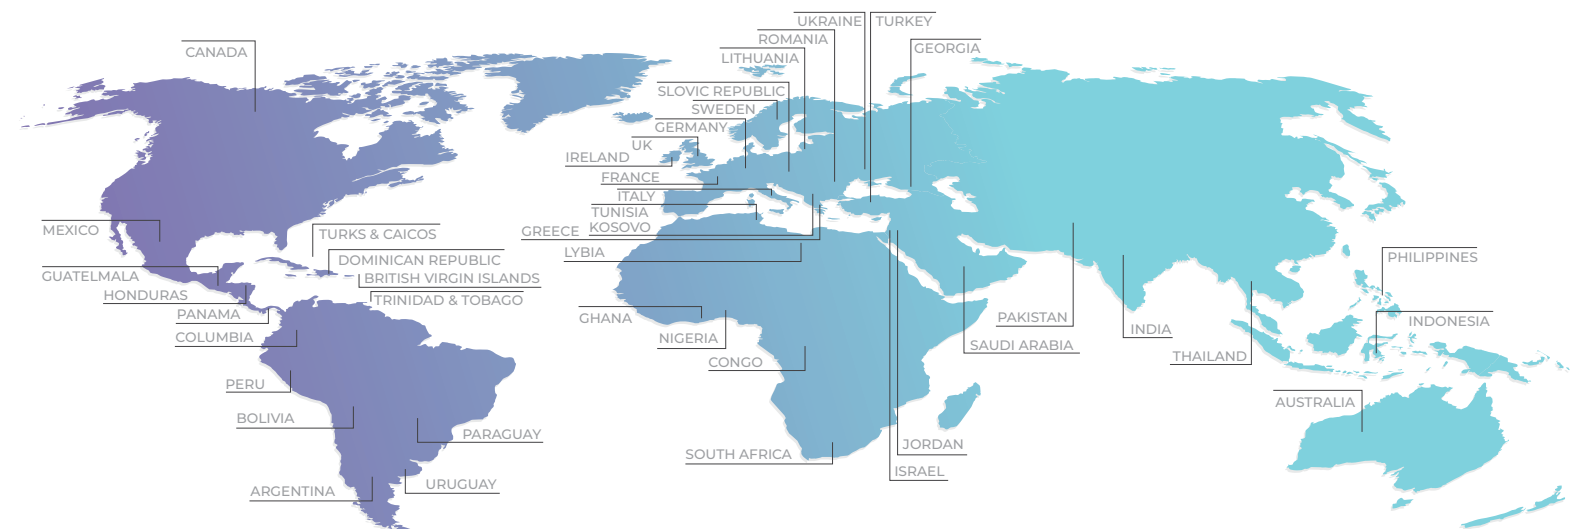 CANADA
MEXICO
GUATELMALA
HONDURAS
PANAMA
COLUMBIA
PERU
BOLIVIA
ARGENTINA
TURKS & CAICOS
DOMINICAN REPUBLIC
BRITISH VIRGIN ISLANDS
TRINIDAD & TOBAGO
PARAGUAY
URUGUAY
UKRAINE
TURKEY
ROMANIA
GEORGIA
LITHUANIA
SLOVIC REPUBLIC
SWEDEN
GERMANY
UK
IRELAND
FRANCE
ITALY
TUNISIA
KOSOVO
GREECE
LYBIA
GHANA
NIGERIA
CONGO
SOUTH AFRICA
JORDAN
ISRAEL
PAKISTAN
SAUDI ARABIA
INDIA
THAILAND
PHILIPPINES
INDONESIA
AUSTRALIA